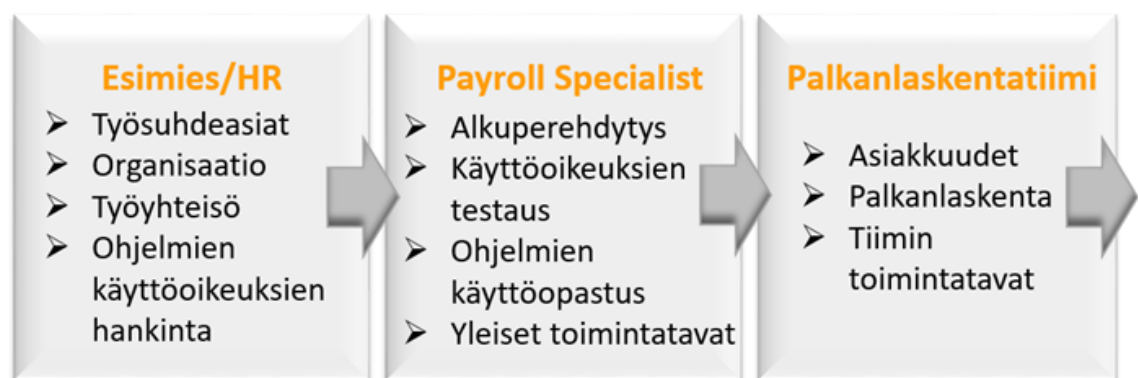 Esimies/HR
➢ Työsuhdeasiat
➢ Organisaatio
➢ Työyhteisö
➢ Ohjelmien
käyttöoikeuksien
hankinta
Payroll Specialist
➢ Alkuperehdytys
➢ Käyttöoikeuksien
testaus
➢ Ohjelmien
käyttöopastus
➢ Yleiset toimintatavat
Palkanlaskentatiimi
➢ Asiakkuudet
➢ Palkanlaskenta
➢ Tiimin
toimintatavat